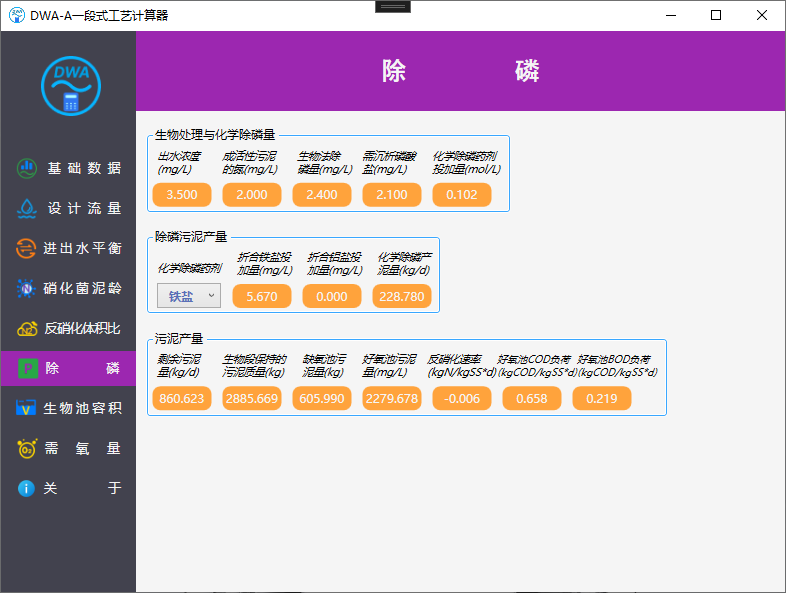 DWA-A一段式工艺计算器
DWA
基础数据
设计流量
进出水平衡
硝化菌泥龄
反硝化体积比
除 磷
生物池容积
需氧量
关 于
除 磷
生物处理与化学除磷量
出水浓度(mg/L)
成活性污泥的氮(mg/L)
生物法除磷量(mg/L)
需沉析磷酸盐(mg/L)
化学除磷药剂投加量(mol/L)
3.500 2.000 2.400 2.100 0.102
除磷污泥产量
化学除磷药剂
折合铁盐投加量(mg/L)
折合铝盐投加量(mg/L)
化学除磷产泥量(kg/d)
铁盐 5.670 0.000 228.780
污泥产量
剩余污泥量(kg/d)
生物段保持的污泥质量(kg)
缺氧池污泥量(kg)
好氧池污泥量(mg/L)
反硝化速率(kgN/kgSS*d)
好氧池COD负荷(kgCOD/kgSS*d)
好氧池BOD负荷(kgCOD/kgSS*d)
860.623 2885.669 605.990 2279.678 -0.006 0.658 0.219